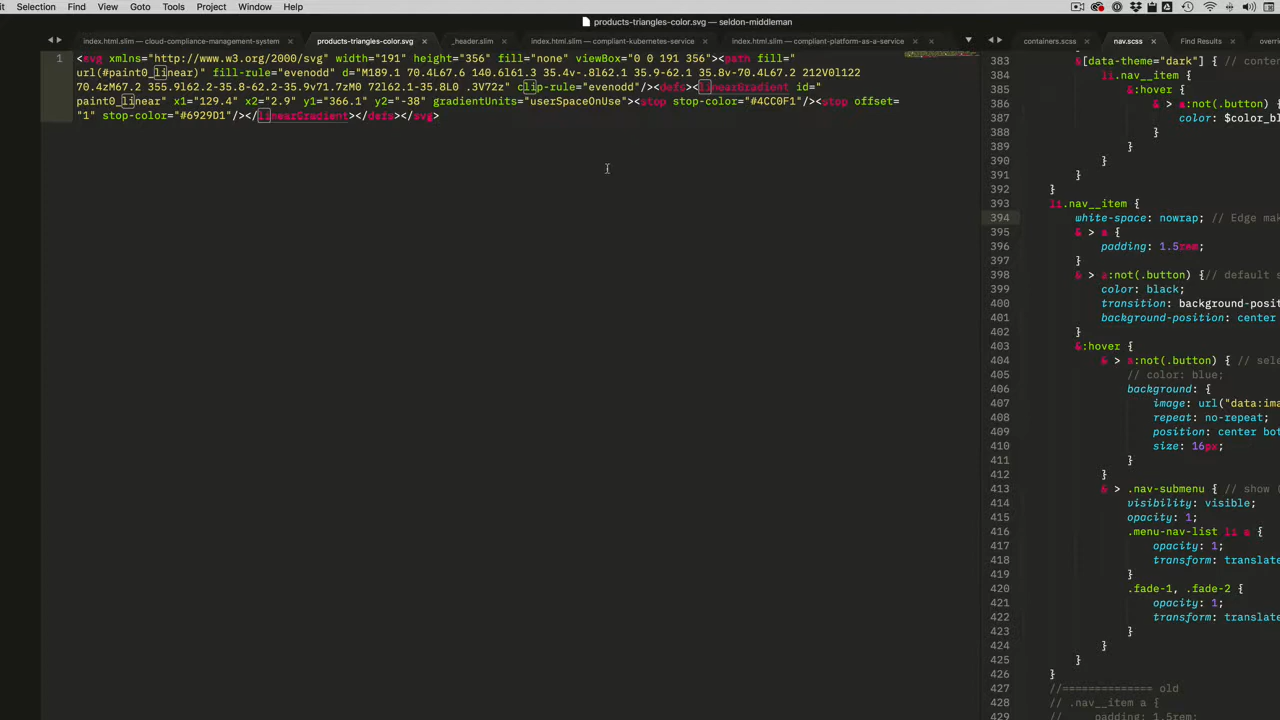 Selection Find View Goto Tools Project Window Help
products-triangles-color.svg — seldon-middleman
index.html.slim — cloud-compliance-management-system products-triangles-color.svg _header.slim index.html.slim — compliant-kubernetes-service index.html.slim — compliant-platform-as-a-service containers.scss nav.scss Find Results
1 <svg xmlns="http://www.w3.org/2000/svg" width="191" height="356" fill="none" viewBox="0 0 191 356"><path fill="
url(#paint0_linear)" fill-rule="evenodd" d="M189.1 70.4L67.6 140.6l61.3 35.4v-.8l62.1 35.9-62.1 35.8v-70.4L67.2 212V0l122
70.4zM67.2 355.9l62.2-35.8-62.2-35.9v71.7zM0 72l62.1-35.8L0 .3V72z" clip-rule="evenodd"/><defs><linearGradient id="
paint0_linear" x1="129.4" x2="2.9" y1="366.1" y2="-38" gradientUnits="userSpaceOnUse"><stop stop-color="#4CC0F1"/><stop offset=
"1" stop-color="#6929D1"/></linearGradient></defs></svg>
383 &[data-theme="dark"] { // conten
384 li.nav__item {
385 &:hover {
386 & > a:not(.button) {
387 color: $color_bl
388 }
389 }
390 }
391 }
392 }
393 li.nav__item {
394 white-space: nowrap; // Edge mak
395 & > a {
396 padding: 1.5rem;
397 }
398 & > a:not(.button) {// default s
399 color: black;
400 transition: background-posit
401 background-position: center
402 }
403 &:hover {
404 & > a:not(.button) { // sele
405 // color: blue;
406 background: {
407 image: url("data:ima
408 repeat: no-repeat;
409 position: center bot
410 size: 16px;
411 }
412 }
413 & > .nav-submenu { // show (
414 visibility: visible;
415 opacity: 1;
416 .menu-nav-list li a {
417 opacity: 1;
418 transform: translate
419 }
420 .fade-1, .fade-2 {
421 opacity: 1;
422 transform: translate
423 }
424 }
425 }
426 }
427 //============== old
428 // .nav__item a {
429 // padding: 1.5rem;